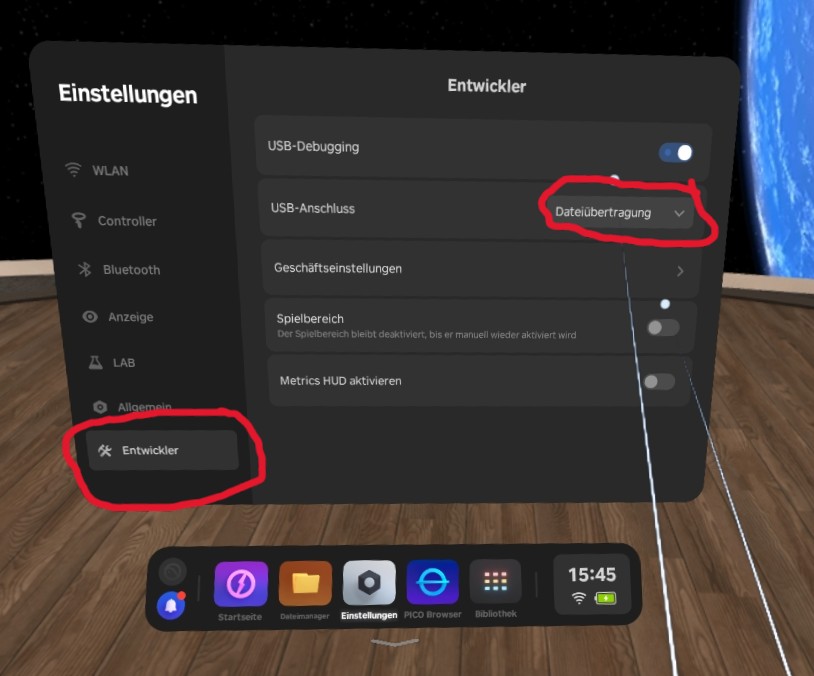 Einstellungen
WLAN
Controller
Bluetooth
Anzeige
LAB
Allgemein
Entwickler
Entwickler
USB-Debugging
USB-Anschluss
Dateiübertragung
Geschäftseinstellungen
Spielbereich
Der Spielbereich bleibt deaktiviert, bis er manuell wieder aktiviert wird
Metrics HUD aktivieren
Startseite
Dateimanager
Einstellungen
PICO Browser
Bibliothek
15:45